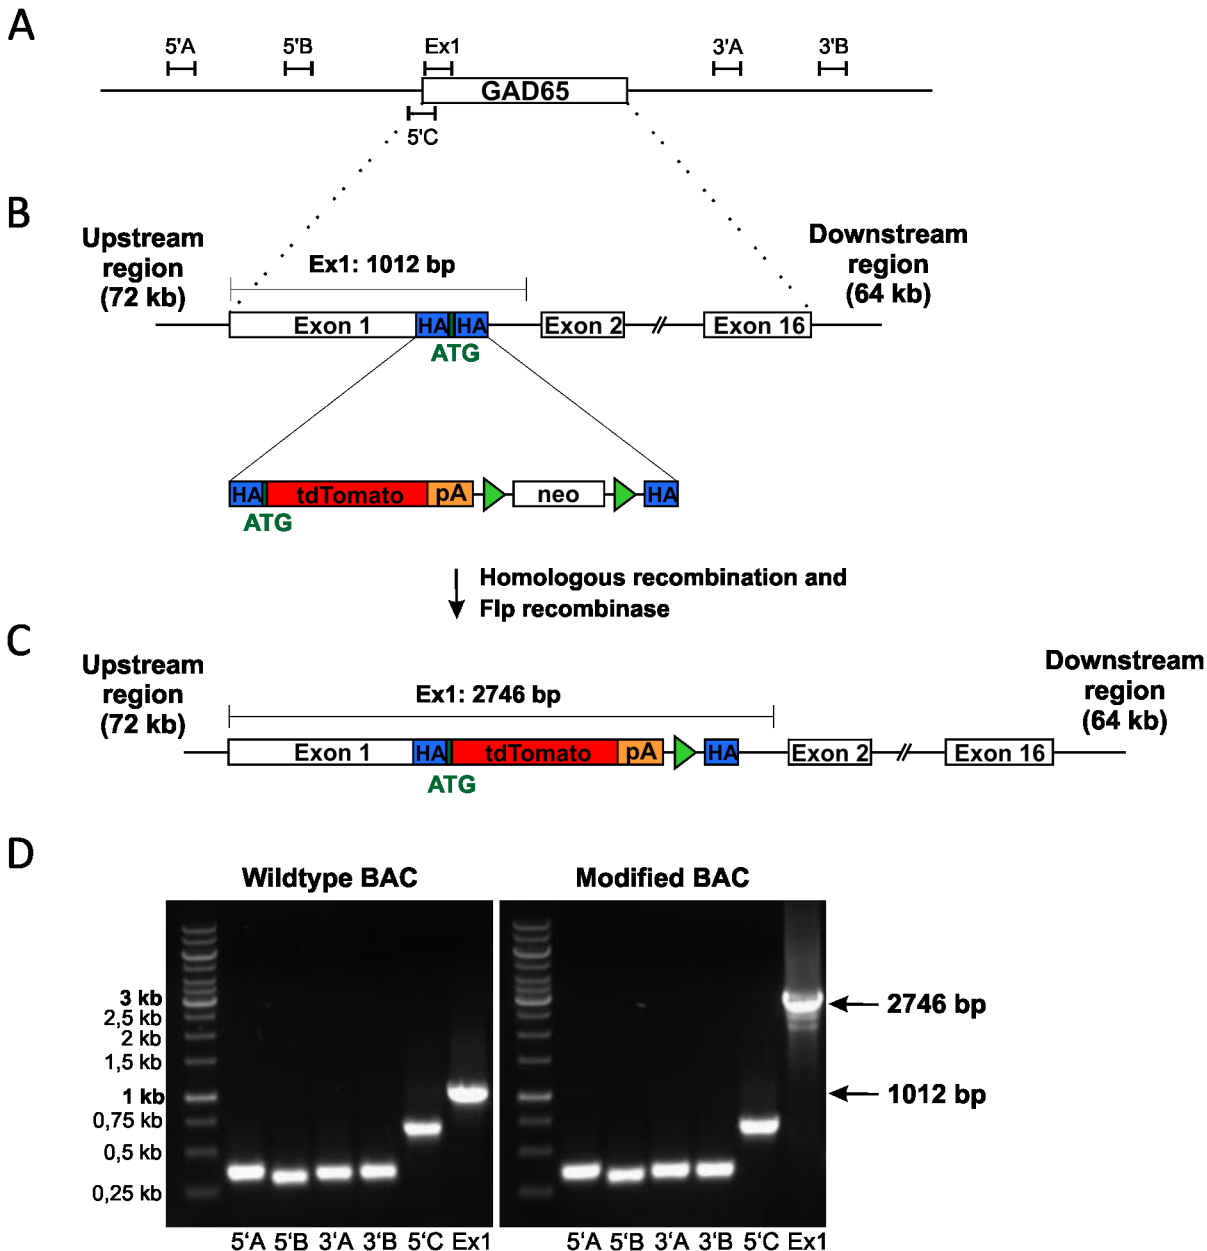 A
5'A 5'B Ex1 3'A 3'B
GAD65
5'C
B
Upstream
region
(72 kb)
Downstream
region
(64 kb)
Ex1: 1012 bp
Exon 1 HA HA Exon 2 // Exon 16
ATG
HA tdTomato pA neo HA
ATG
Homologous recombination and
Flp recombinase
C
Upstream
region
(72 kb)
Downstream
region
(64 kb)
Ex1: 2746 bp
Exon 1 HA tdTomato pA HA Exon 2 // Exon 16
ATG
D
Wildtype BAC Modified BAC
3 kb
2,5 kb
2 kb
1,5 kb
1 kb
0,75 kb
0,5 kb
0,25 kb
2746 bp
1012 bp
5'A 5'B 3'A 3'B 5'C Ex1 5'A 5'B 3'A 3'B 5'C Ex1